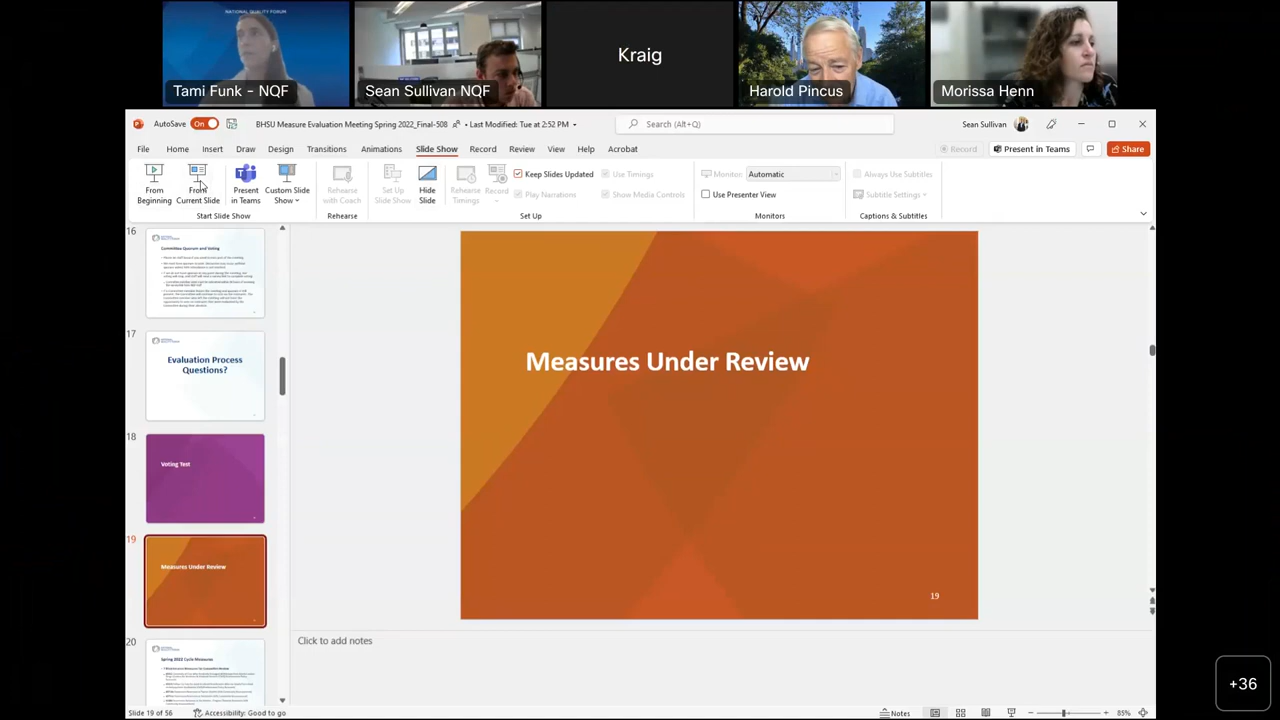 NATIONAL QUALITY FORUM
Tami Funk - NQF
Sean Sullivan NQF
Kraig
Harold Pincus
Morissa Henn
AutoSave On
BHSU Measure Evaluation Meeting Spring 2022_Final-508 • Last Modified: Tue at 2:52 PM
Search (Alt+Q)
Sean Sullivan
File Home Insert Draw Design Transitions Animations Slide Show Record Review View Help Acrobat
Record Present in Teams Share
From Beginning
From Current Slide
Present in Teams
Custom Slide Show
Rehearse with Coach
Set Up Slide Show
Hide Slide
Rehearse Timings
Record
Keep Slides Updated
Play Narrations
Use Timings
Show Media Controls
Monitor: Automatic
Use Presenter View
Always Use Subtitles
Subtitle Settings
Start Slide Show Rehearse Set Up Monitors Captions & Subtitles
16
Committee Quorum and Voting
17
Evaluation Process
Questions?
18
Voting Test
19
Measures Under Review
20
Spring 2022 Cycle Measures
Measures Under Review
19
Click to add notes
Slide 19 of 56 Accessibility: Good to go Notes 85%
+36